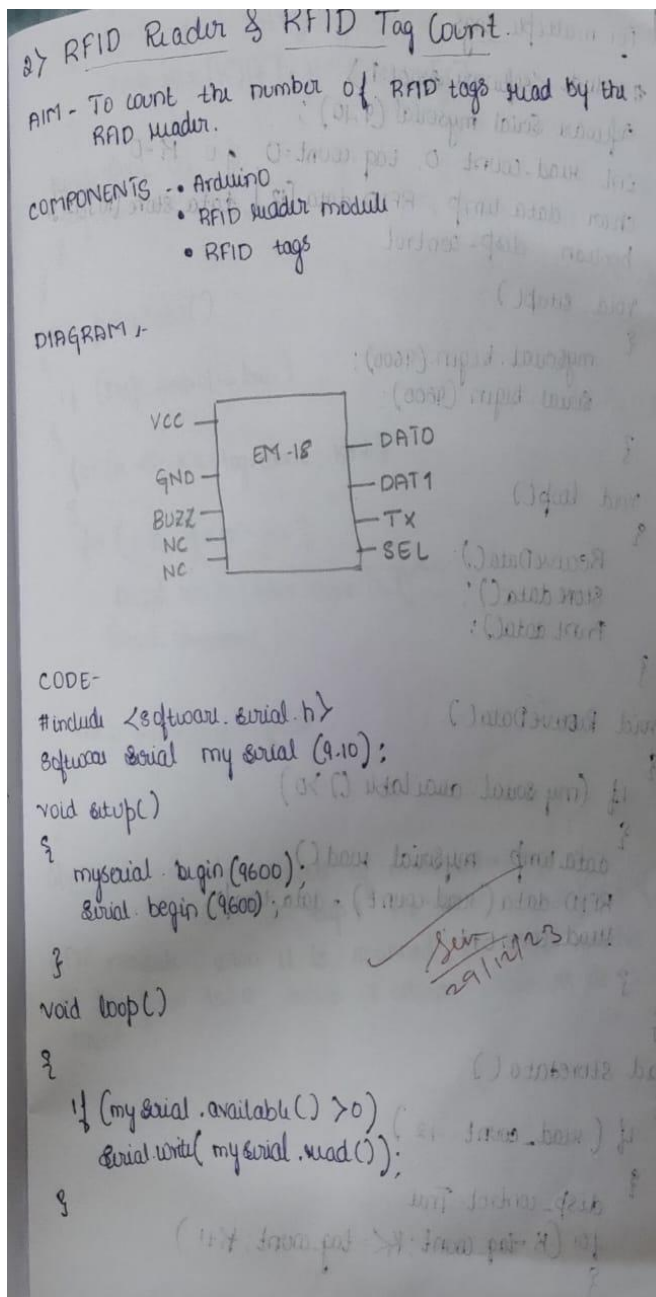 2) RFID Reader & RFID Tag Count.
AIM - To count the number of RFID tags read by the
RFID reader.
COMPONENTS - • Arduino
• RFID reader module
• RFID tags
DIAGRAM :-
VCC
GND
BUZZ
NC
NC
EM-18
DATO
DAT1
TX
SEL
CODE-
#include <software.serial.h>
software serial my serial (9.10);
void setup()
{
myserial. begin (9600);
serial. begin (9600);
}
29/12/23
void loop()
{
if (my serial.available() >0)
serial.write( my serial.read());
}